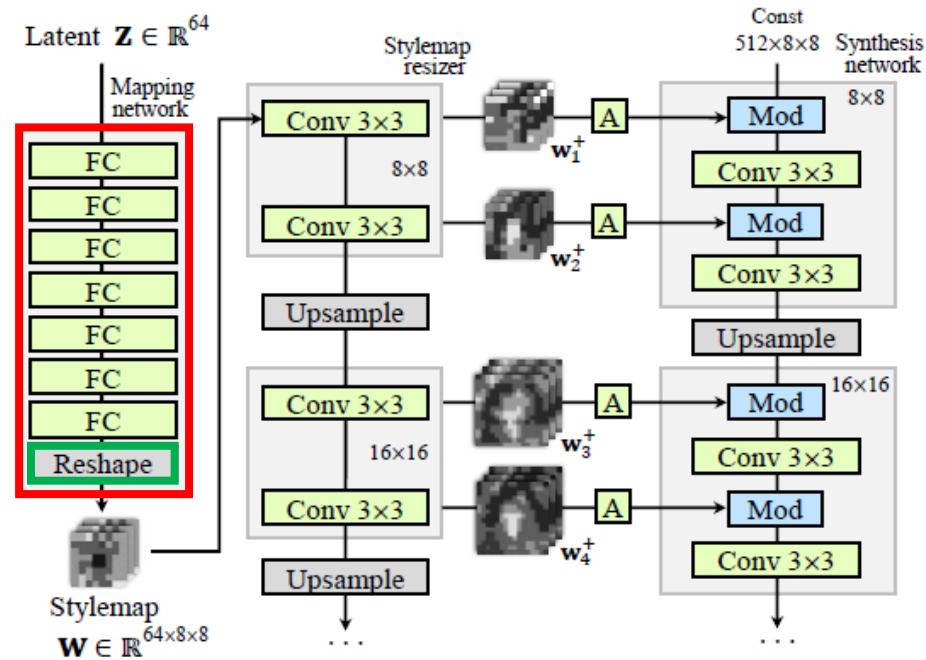 Latent Z ∈ ℝ^64
Mapping
network
FC
FC
FC
FC
FC
FC
FC
Reshape
Stylemap
W ∈ ℝ^64×8×8
Stylemap
resizer
Conv 3×3
8×8
Conv 3×3
Upsample
Conv 3×3
16×16
Conv 3×3
Upsample
. . .
w₁⁺
A
w₂⁺
A
w₃⁺
A
w₄⁺
A
Const
512×8×8
Synthesis
network
8×8
Mod
Conv 3×3
Mod
Conv 3×3
Upsample
16×16
Mod
Conv 3×3
Mod
Conv 3×3
. . .